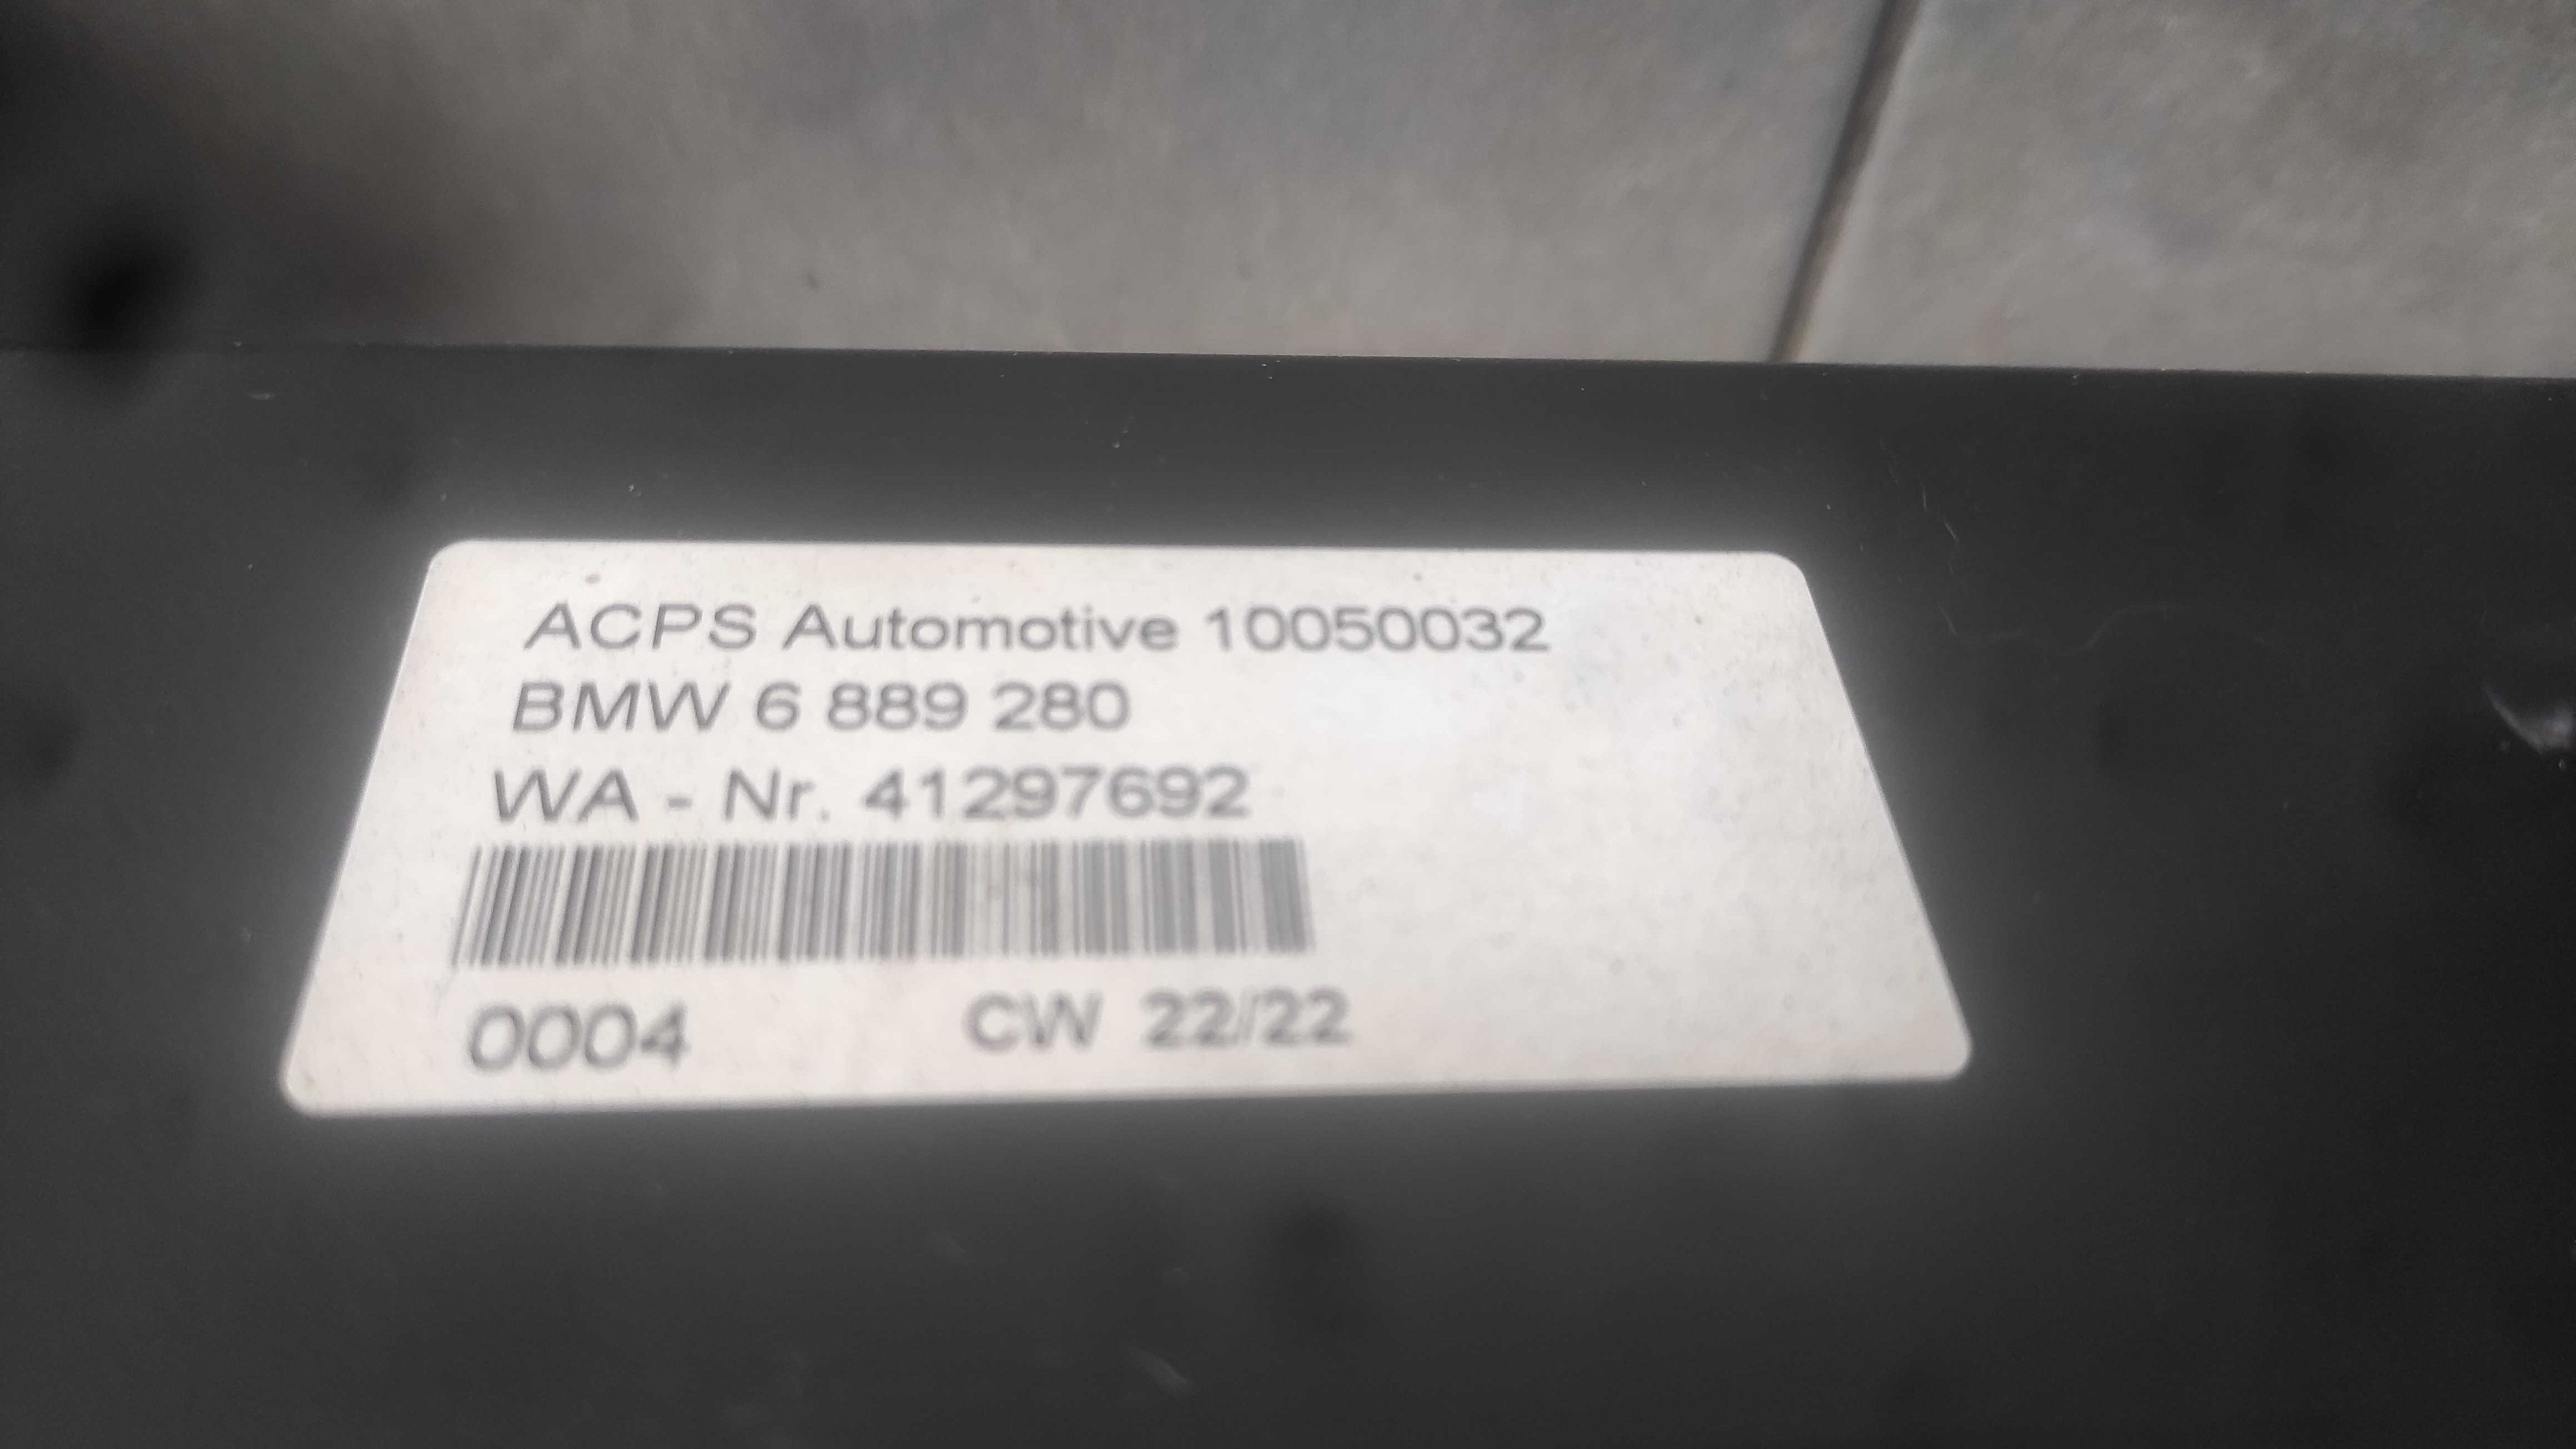 ACPS Automotive 10050032
BMW 6 889 280
WA - Nr. 41297692
0004 CW 22/22